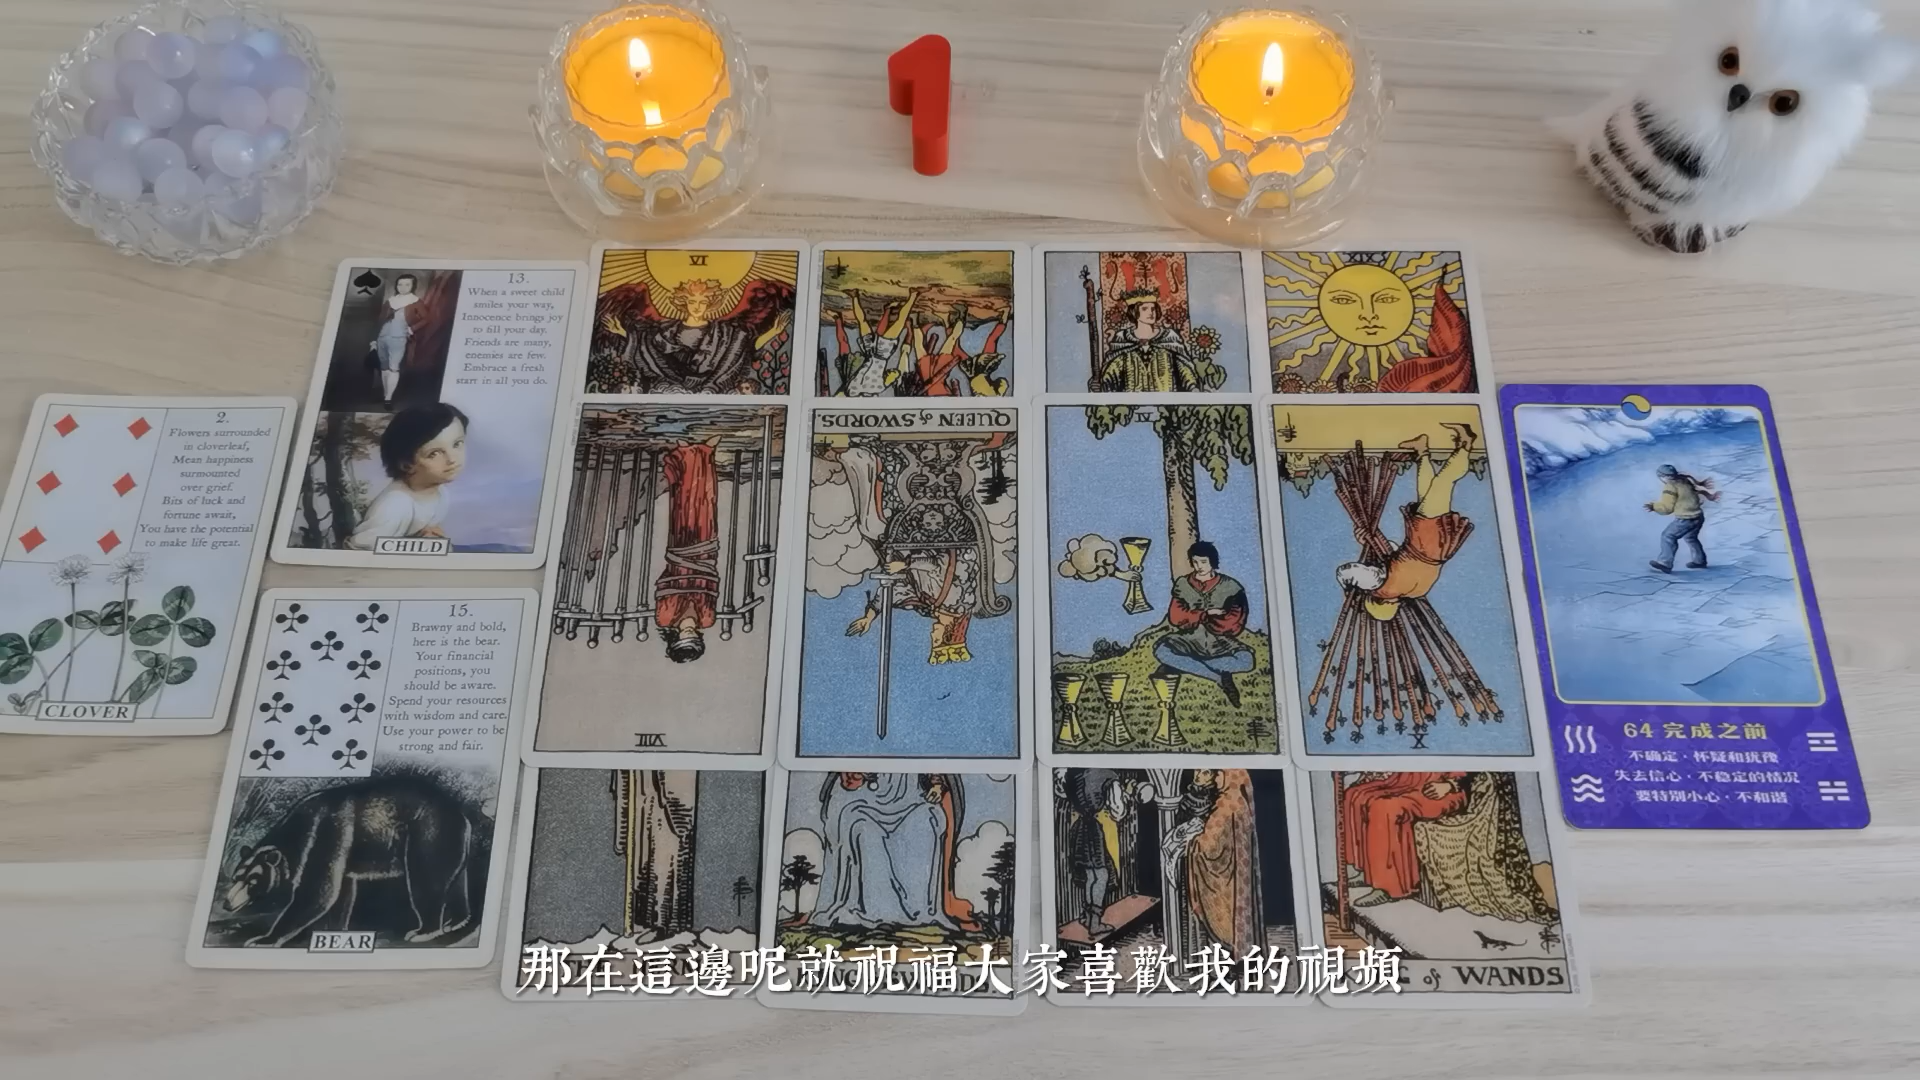 1
13.
When a sweet child
smiles your way,
Innocence brings joy
to fill your day.
Friends are many,
enemies are few.
Embrace a fresh
start in all you do.
CHILD
2.
Flowers surrounded
in cloverleaf,
Mean happiness
surmounted
over grief.
Bits of luck and
fortune await,
You have the potential
to make life great.
CLOVER
15.
Brawny and bold,
here is the bear.
Your financial
positions, you
should be aware.
Spend your resources
with wisdom and care.
Use your power to be
strong and fair.
BEAR
VI
XIX
VIII
QUEEN of SWORDS.
IV
X
of WANDS
64 完成之前
不确定·怀疑和犹豫
失去信心·不稳定的情况
要特别小心·不和谐
那在這邊呢就祝福大家喜歡我的視頻